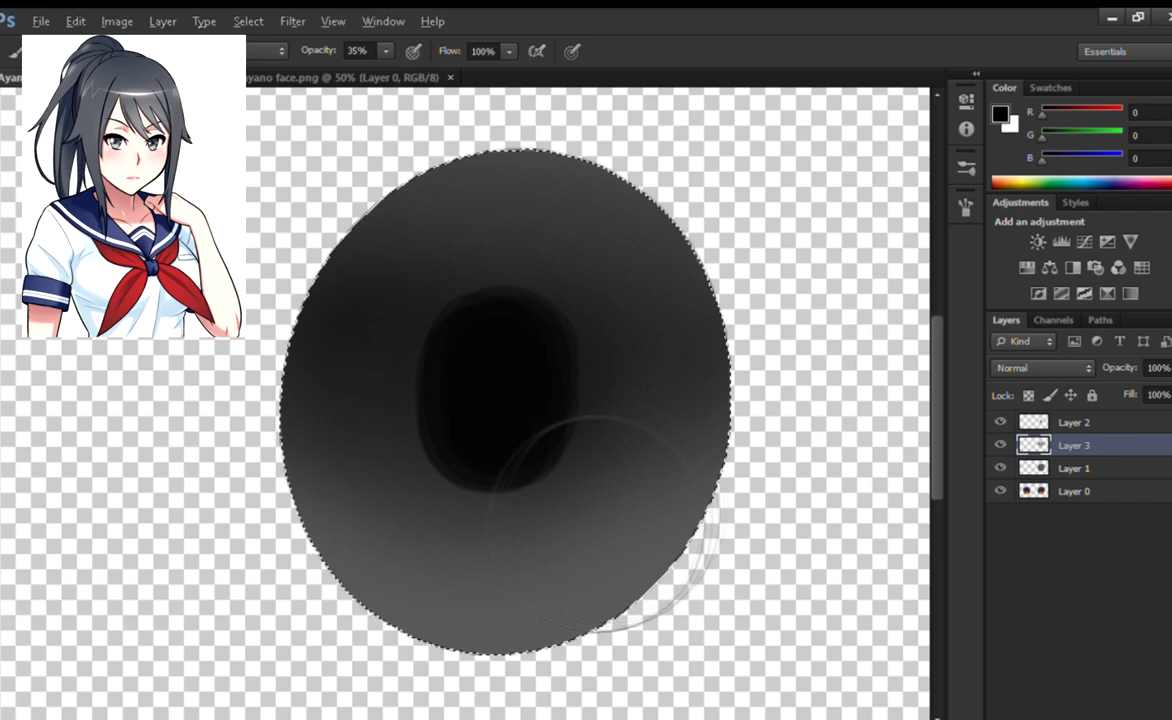 Ps File Edit Image Layer Type Select Filter View Window Help
Opacity: 35% Flow: 100% Essentials
Ayan ayano face.png @ 50% (Layer 0, RGB/8) ×
Color Swatches
R 0
G 0
B 0
Adjustments Styles
Add an adjustment
Layers Channels Paths
Kind T
Normal Opacity: 100%
Lock: Fill: 100%
Layer 2
Layer 3
Layer 1
Layer 0